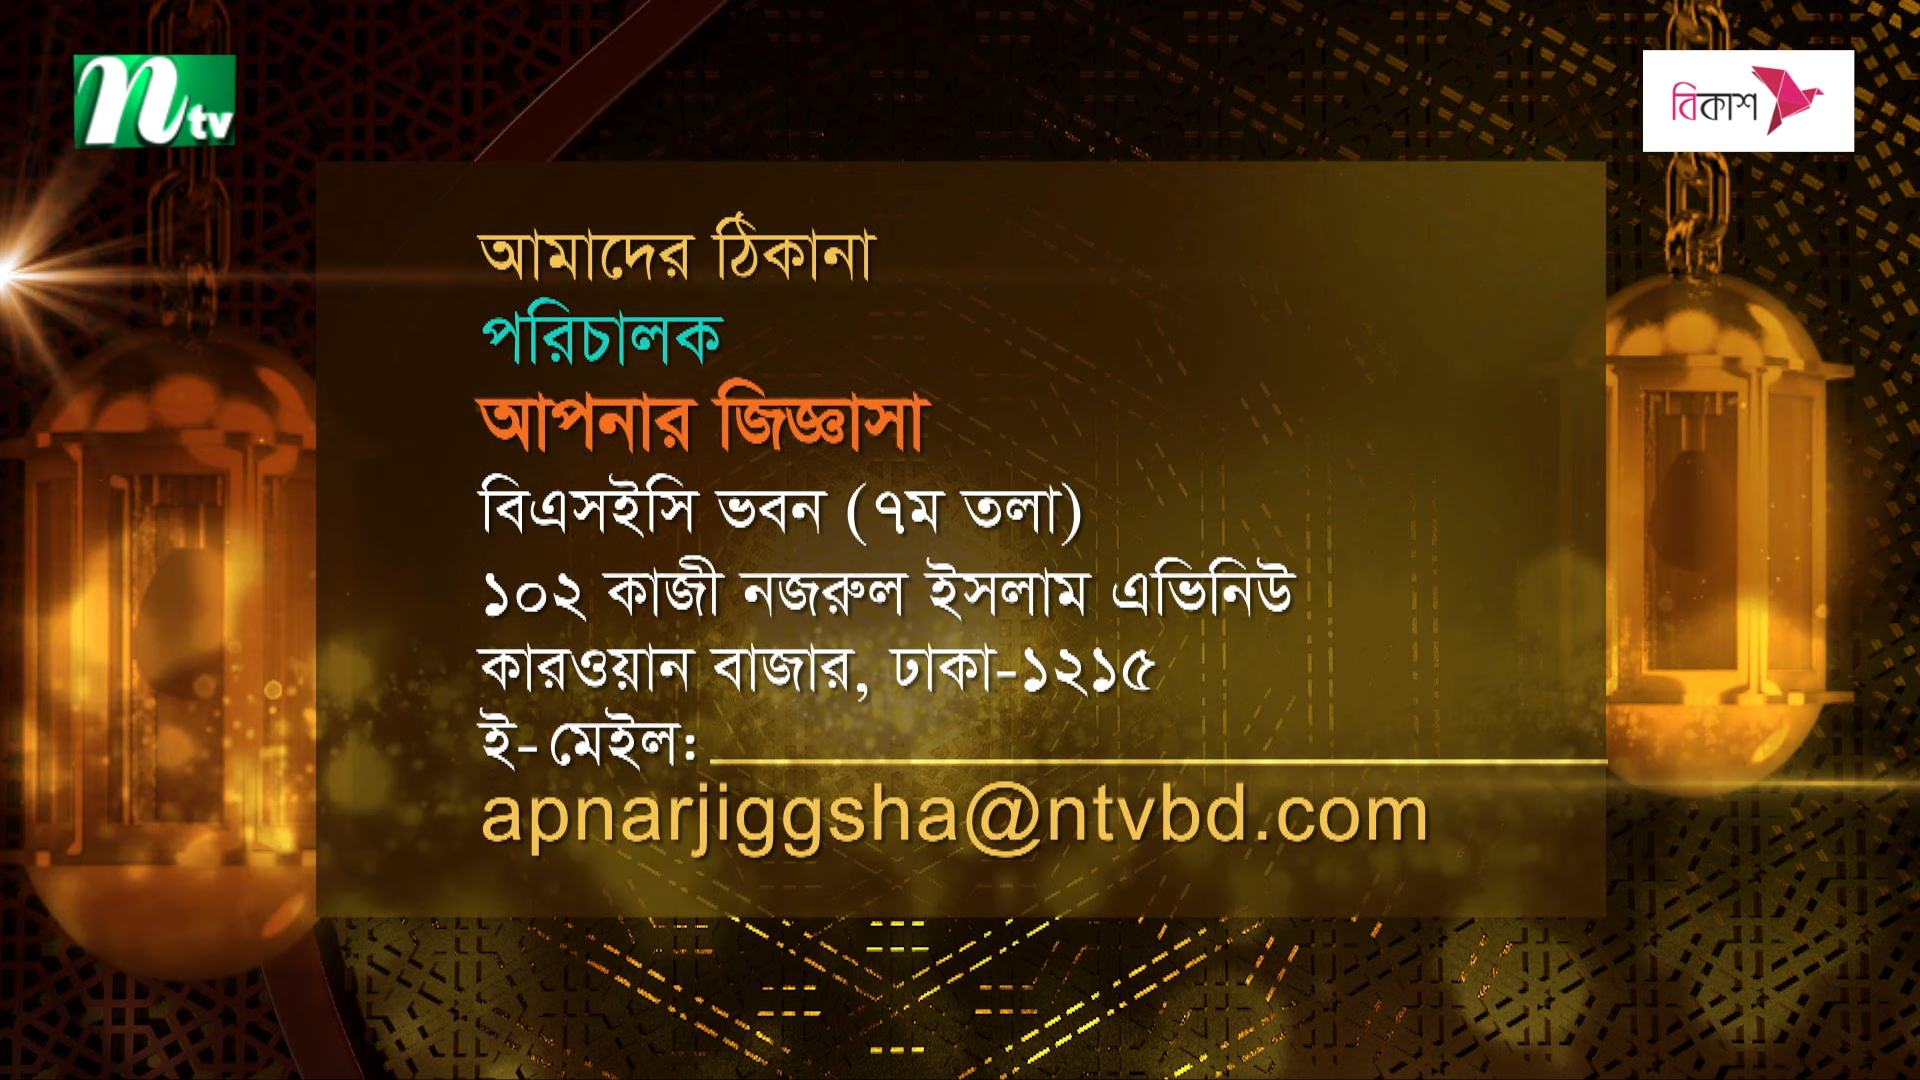 ntv
বিকাশ
আমাদের ঠিকানা
পরিচালক
আপনার জিজ্ঞাসা
বিএসইসি ভবন (৭ম তলা)
১০২ কাজী নজরুল ইসলাম এভিনিউ
কারওয়ান বাজার, ঢাকা-১২১৫
ই-মেইল:
apnarjiggsha@ntvbd.com